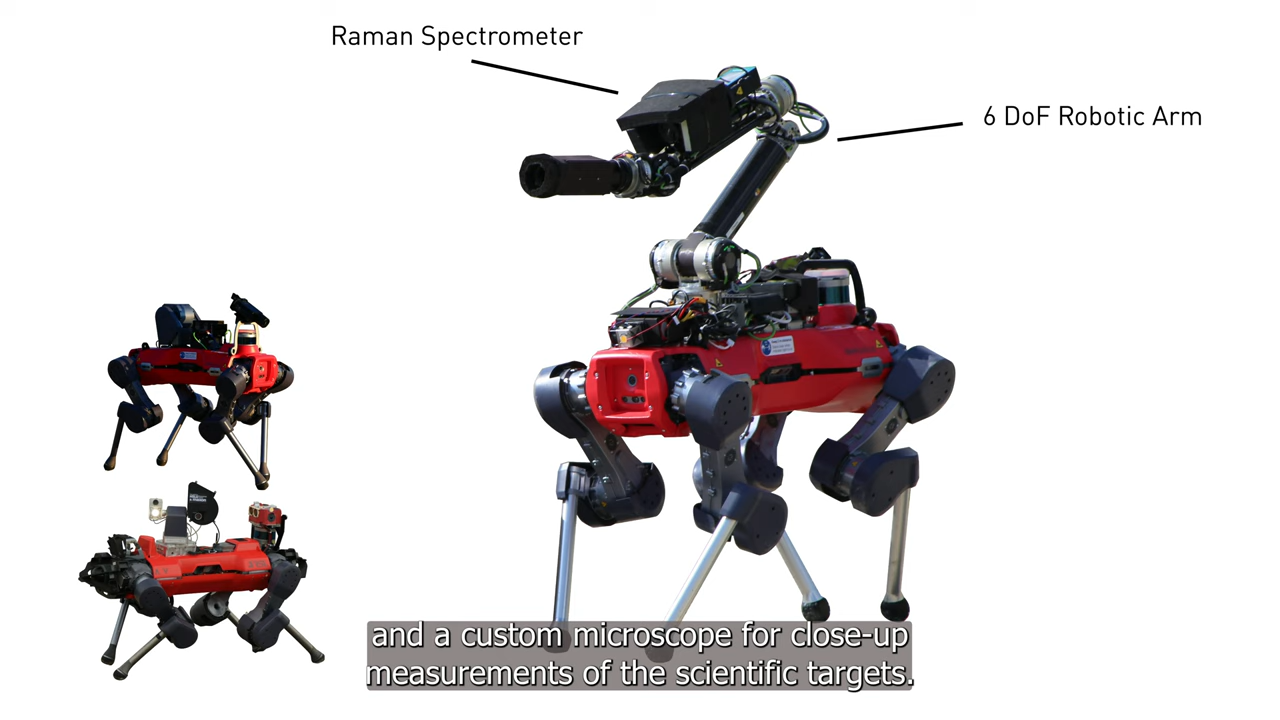 Raman Spectrometer
6 DoF Robotic Arm
and a custom microscope for close-up
measurements of the scientific targets.